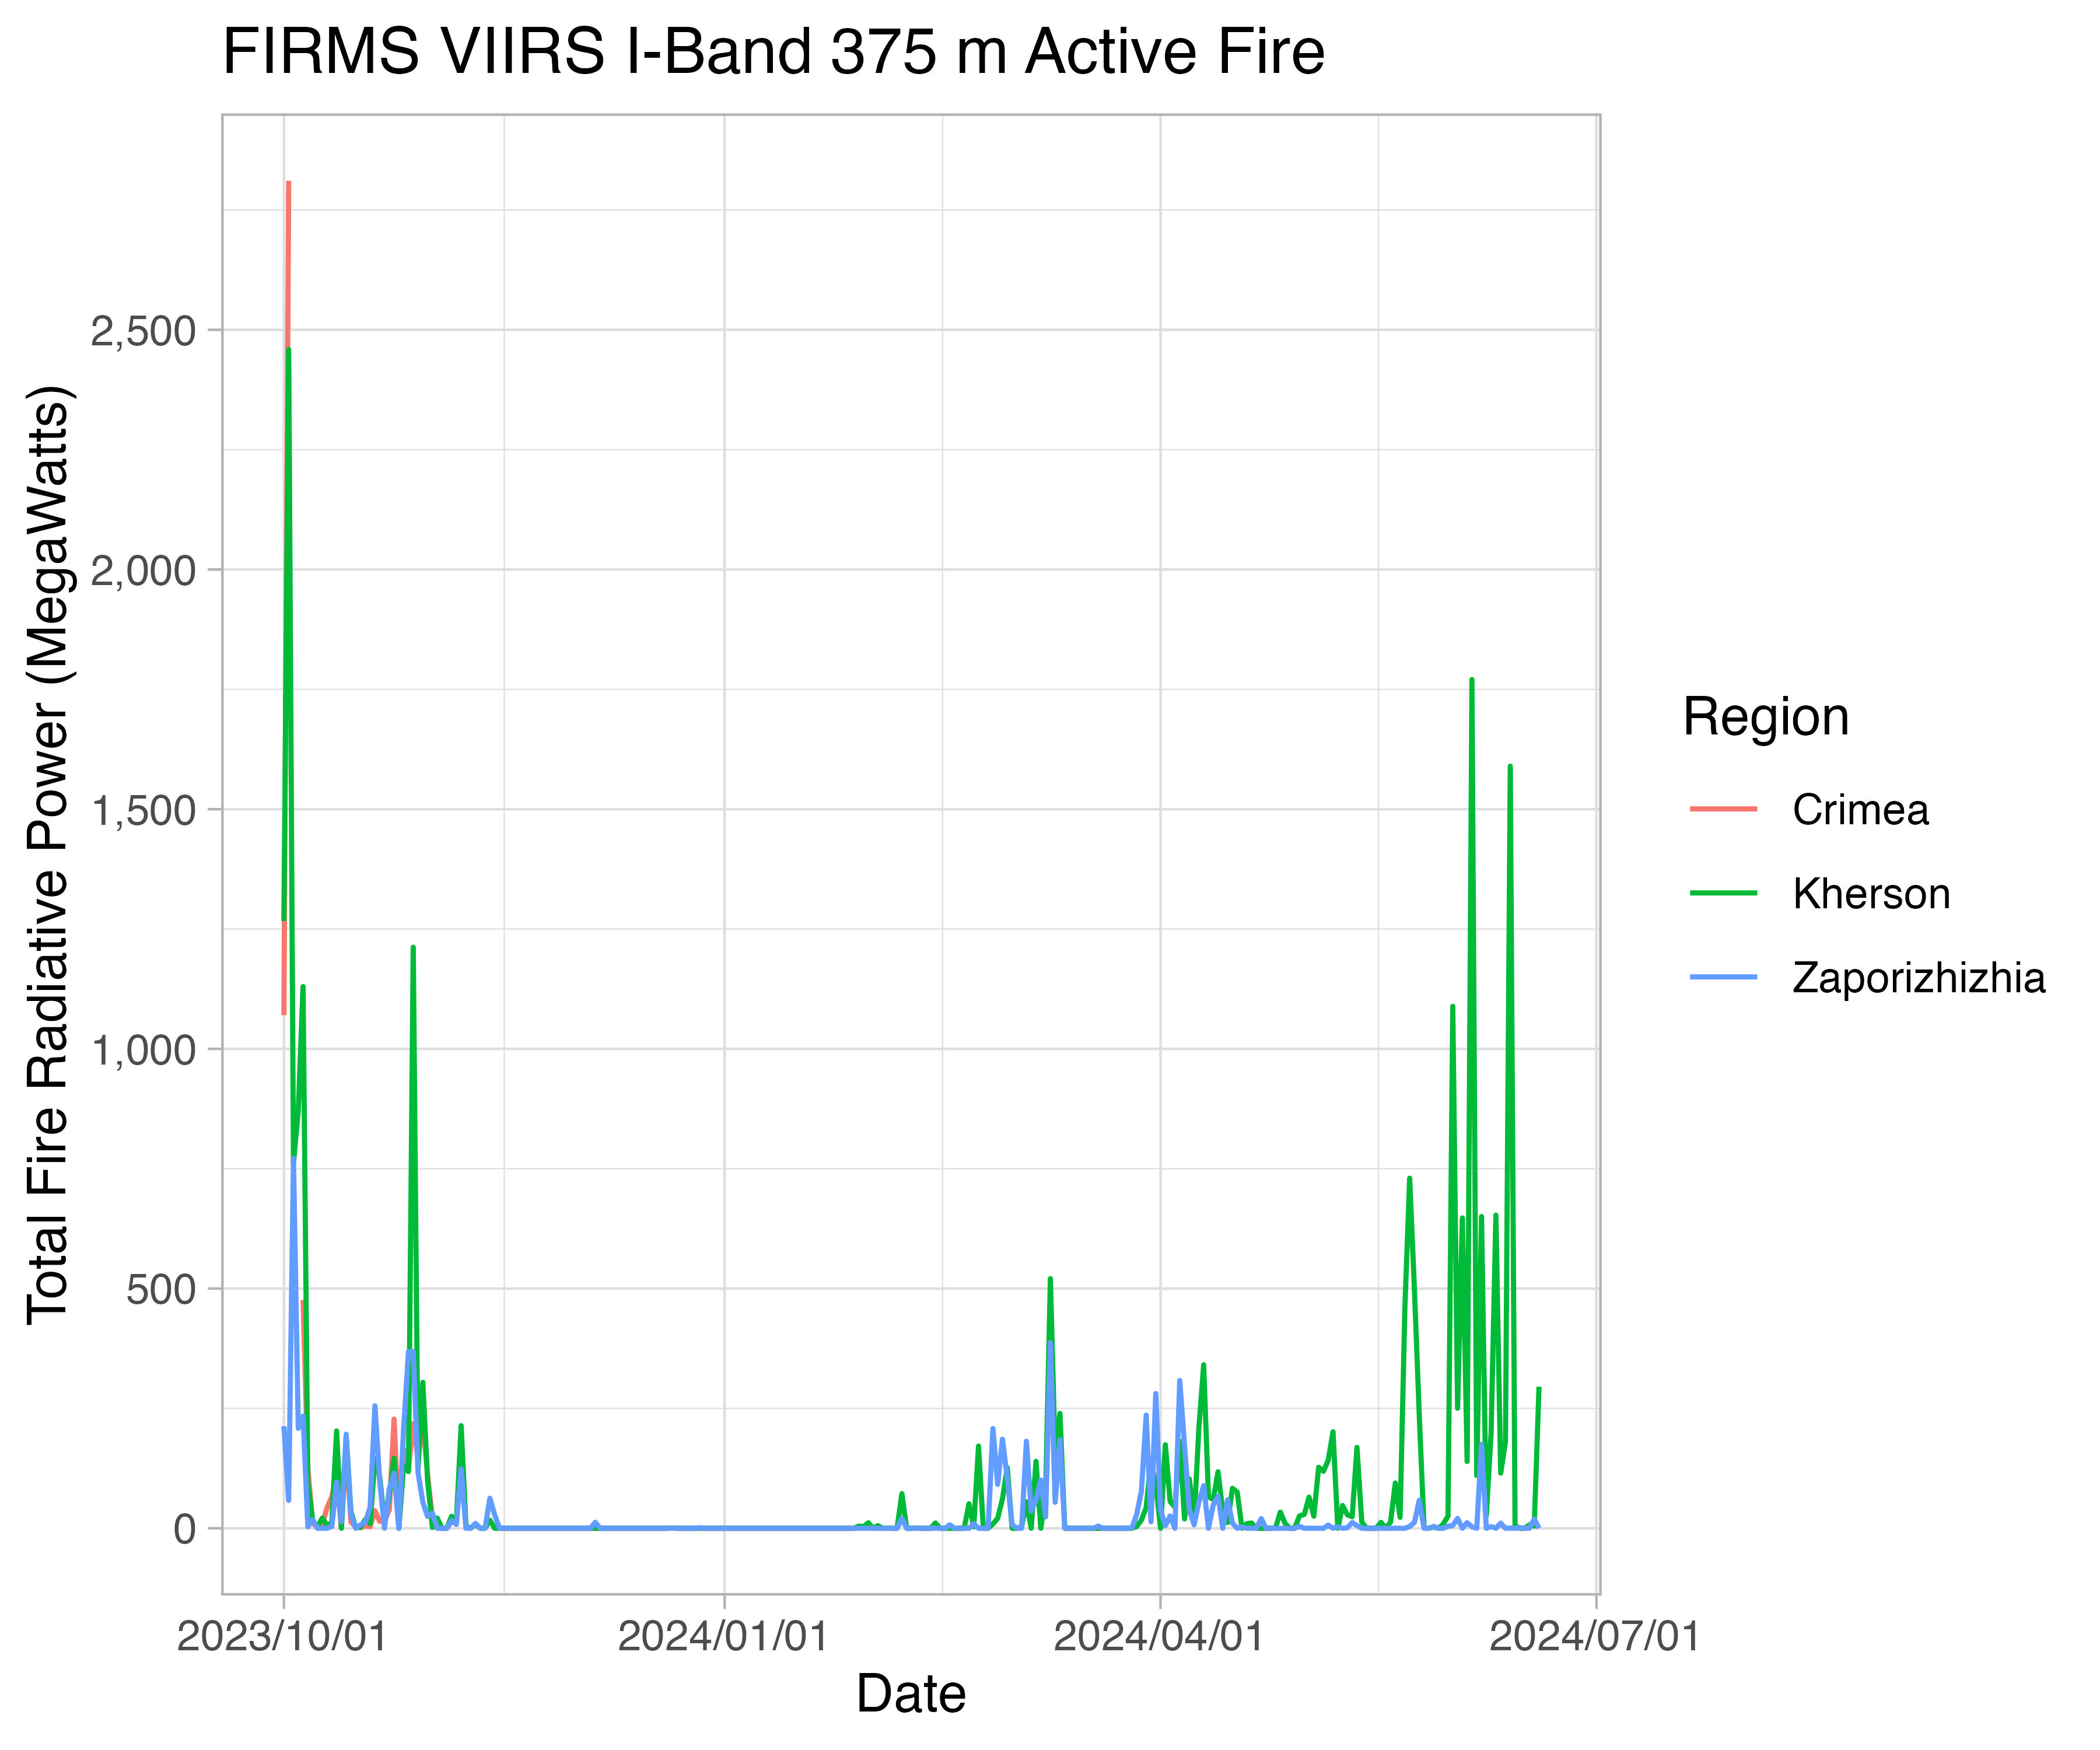 FIRMS VIIRS I-Band 375 m Active Fire
Total Fire Radiative Power (MegaWatts)
2,500
2,000
1,500
1,000
500
0
2023/10/01
2024/01/01
2024/04/01
2024/07/01
Date
Region
Crimea
Kherson
Zaporizhizhia